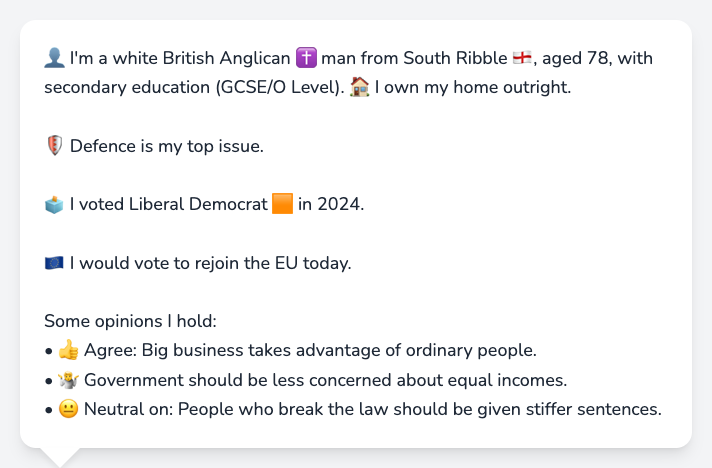 👤 I'm a white British Anglican ✝️ man from South Ribble 🏴󠁧󠁢󠁥󠁮󠁧󠁿, aged 78, with
secondary education (GCSE/O Level). 🏠 I own my home outright.
🛡️ Defence is my top issue.
🗳️ I voted Liberal Democrat 🟧 in 2024.
🇪🇺 I would vote to rejoin the EU today.
Some opinions I hold:
• 👍 Agree: Big business takes advantage of ordinary people.
• 🤷 Government should be less concerned about equal incomes.
• 😐 Neutral on: People who break the law should be given stiffer sentences.